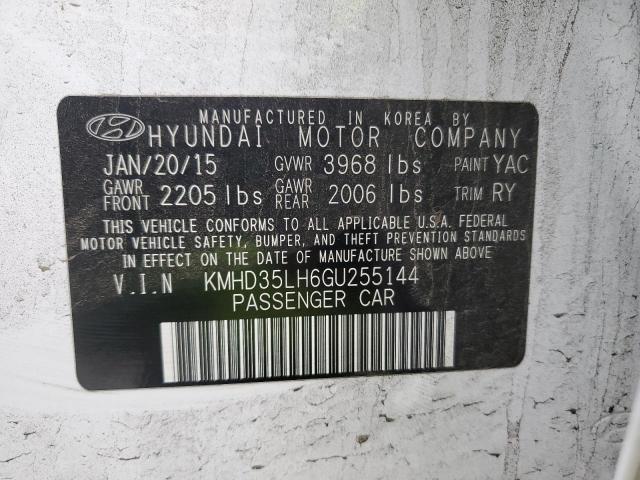 MANUFACTURED IN KOREA BY
HYUNDAI MOTOR COMPANY
JAN/20/15 GVWR 3968 lbs PAINT YAC
GAWR FRONT 2205 lbs GAWR REAR 2006 lbs TRIM RY
THIS VEHICLE CONFORMS TO ALL APPLICABLE U.S.A. FEDERAL
MOTOR VEHICLE SAFETY, BUMPER, AND THEFT PREVENTION STANDARDS
IN EFFECT ON THE DATE OF MANUFACTURE SHOWN ABOVE.
V.I.N KMHD35LH6GU255144
PASSENGER CAR